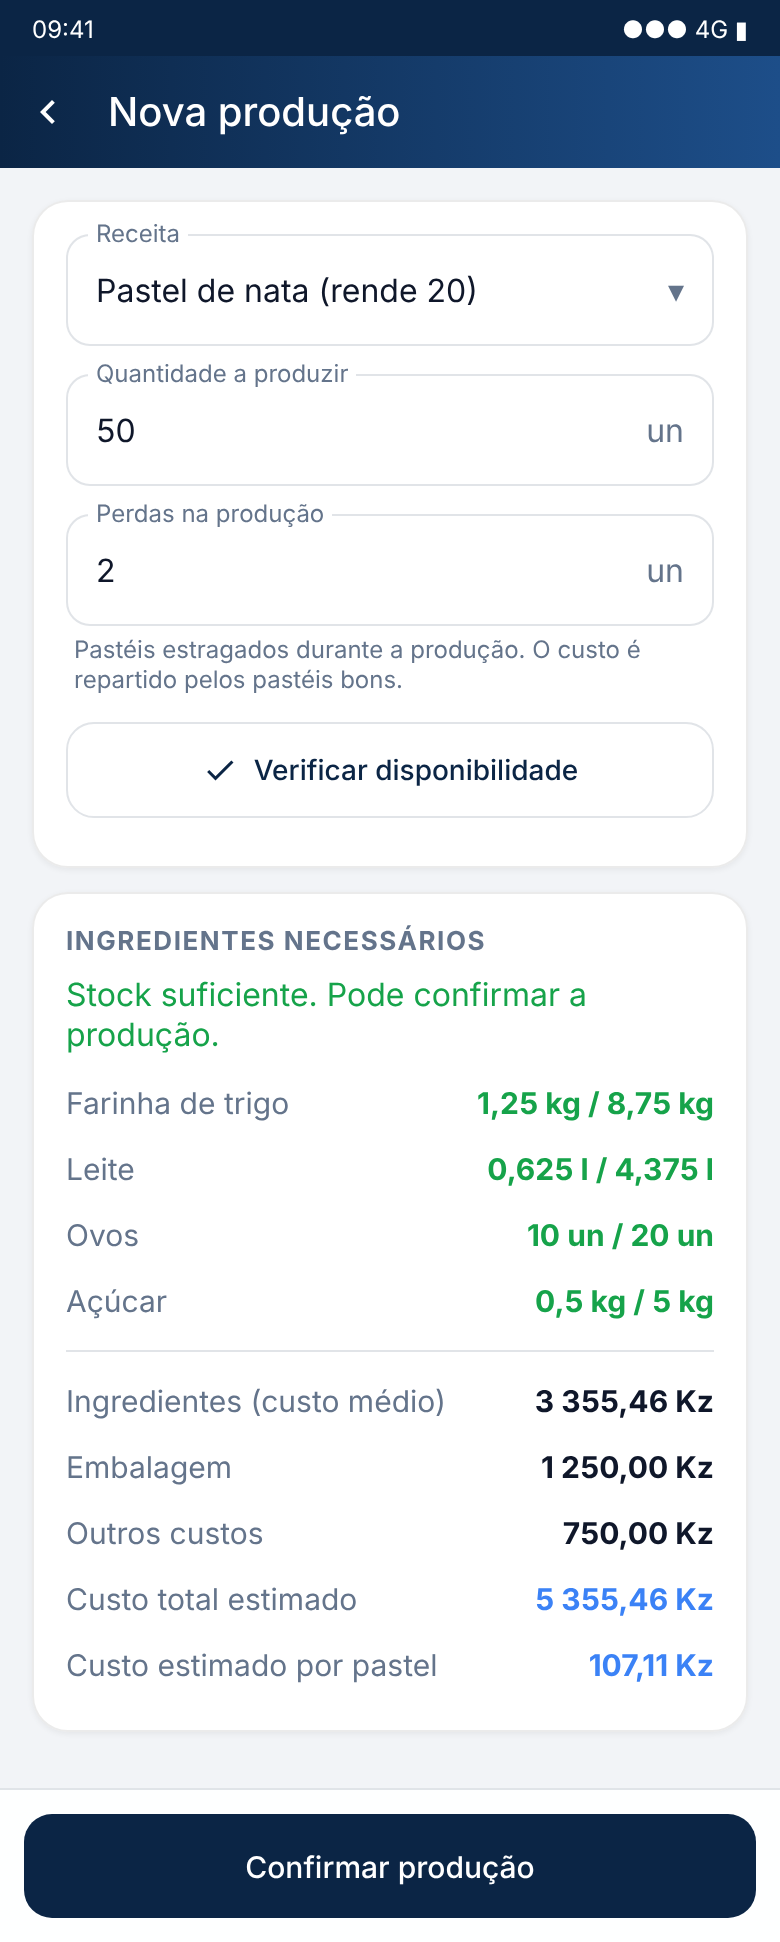 09:41
4G
Nova produção
Receita
Pastel de nata (rende 20)
Quantidade a produzir
50 un
Perdas na produção
2 un
Pastéis estragados durante a produção. O custo é
repartido pelos pastéis bons.
Verificar disponibilidade
INGREDIENTES NECESSÁRIOS
Stock suficiente. Pode confirmar a
produção.
Farinha de trigo 1,25 kg / 8,75 kg
Leite 0,625 l / 4,375 l
Ovos 10 un / 20 un
Açúcar 0,5 kg / 5 kg
Ingredientes (custo médio) 3 355,46 Kz
Embalagem 1 250,00 Kz
Outros custos 750,00 Kz
Custo total estimado 5 355,46 Kz
Custo estimado por pastel 107,11 Kz
Confirmar produção